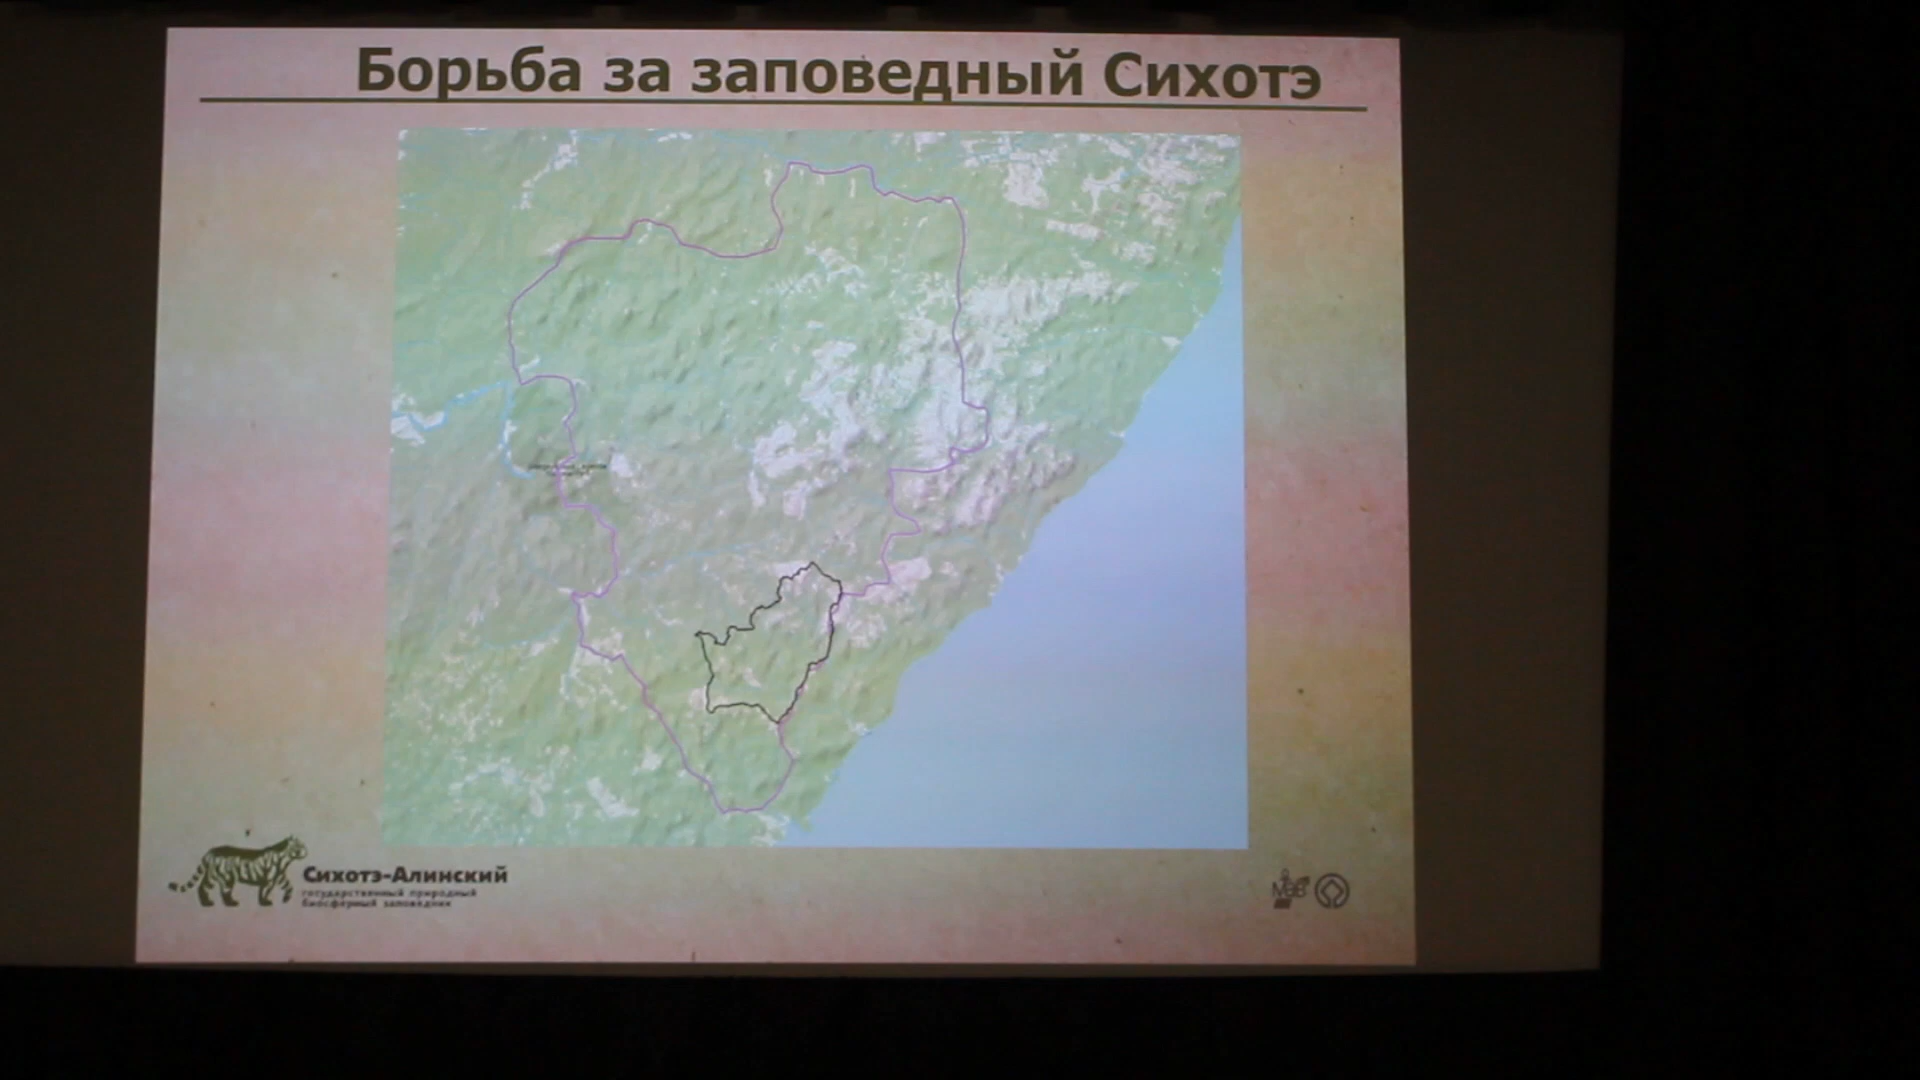 Борьба за заповедный Сихотэ
Сихотэ-Алинский
государственный природный
биосферный заповедник